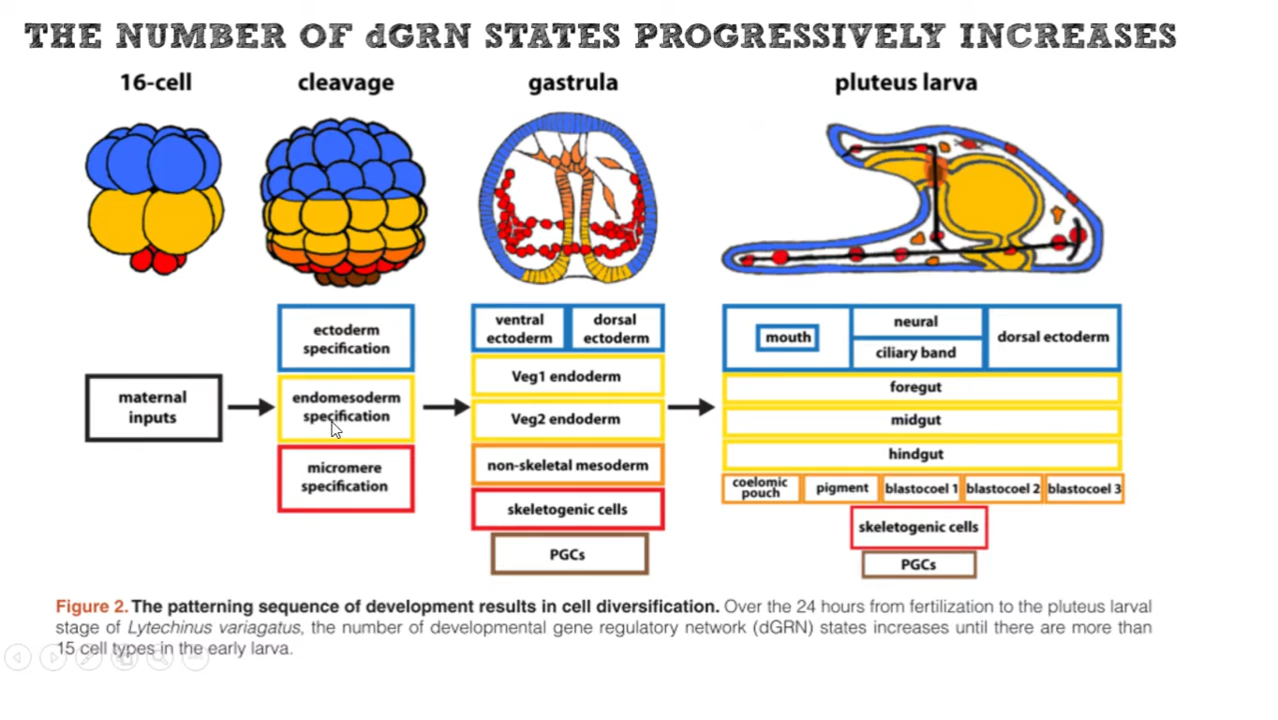 THE NUMBER OF dGRN STATES PROGRESSIVELY INCREASES
16-cell
cleavage
gastrula
pluteus larva
maternal
inputs
ectoderm
specification
endomesoderm
specification
micromere
specification
ventral
ectoderm
dorsal
ectoderm
Veg1 endoderm
Veg2 endoderm
non-skeletal mesoderm
skeletogenic cells
PGCs
mouth
neural
ciliary band
dorsal ectoderm
foregut
midgut
hindgut
coelomic
pouch
pigment
blastocoel 1
blastocoel 2
blastocoel 3
skeletogenic cells
PGCs
Figure 2. The patterning sequence of development results in cell diversification. Over the 24 hours from fertilization to the pluteus larval
stage of Lytechinus variagatus, the number of developmental gene regulatory network (dGRN) states increases until there are more than
15 cell types in the early larva.